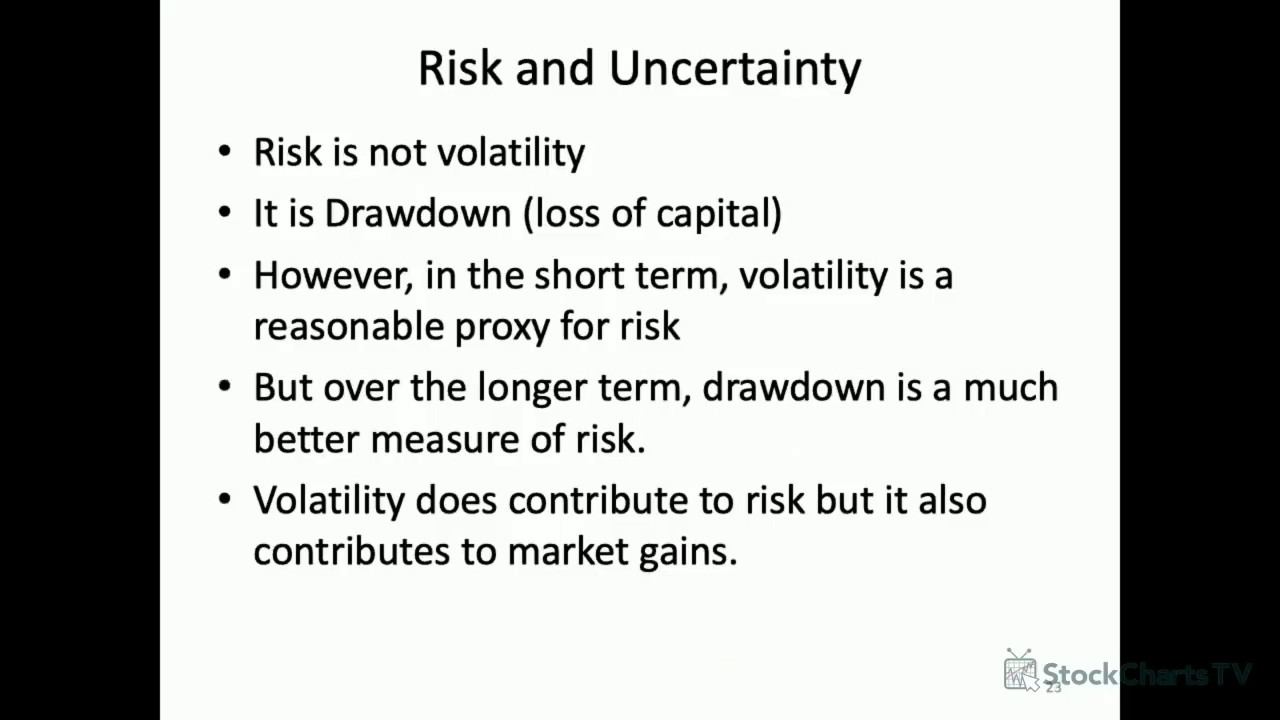 Risk and Uncertainty
• Risk is not volatility
• It is Drawdown (loss of capital)
• However, in the short term, volatility is a
reasonable proxy for risk
• But over the longer term, drawdown is a much
better measure of risk.
• Volatility does contribute to risk but it also
contributes to market gains.
StockChartsTV
23